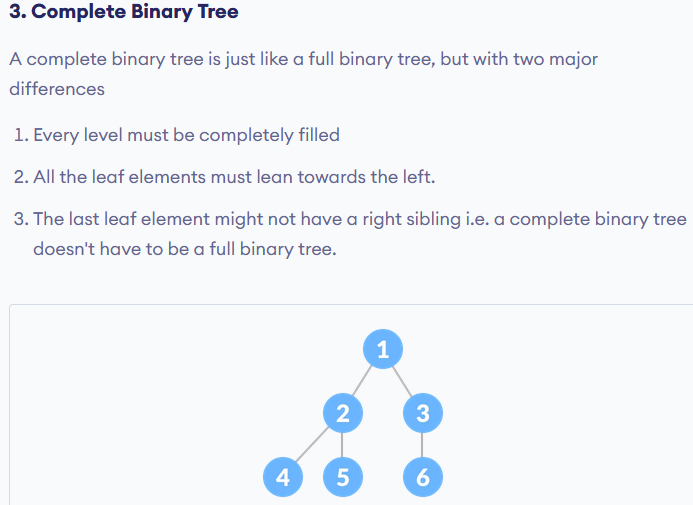 3. Complete Binary Tree
A complete binary tree is just like a full binary tree, but with two major
differences
1. Every level must be completely filled
2. All the leaf elements must lean towards the left.
3. The last leaf element might not have a right sibling i.e. a complete binary tree
doesn't have to be a full binary tree.
1
2 3
4 5 6